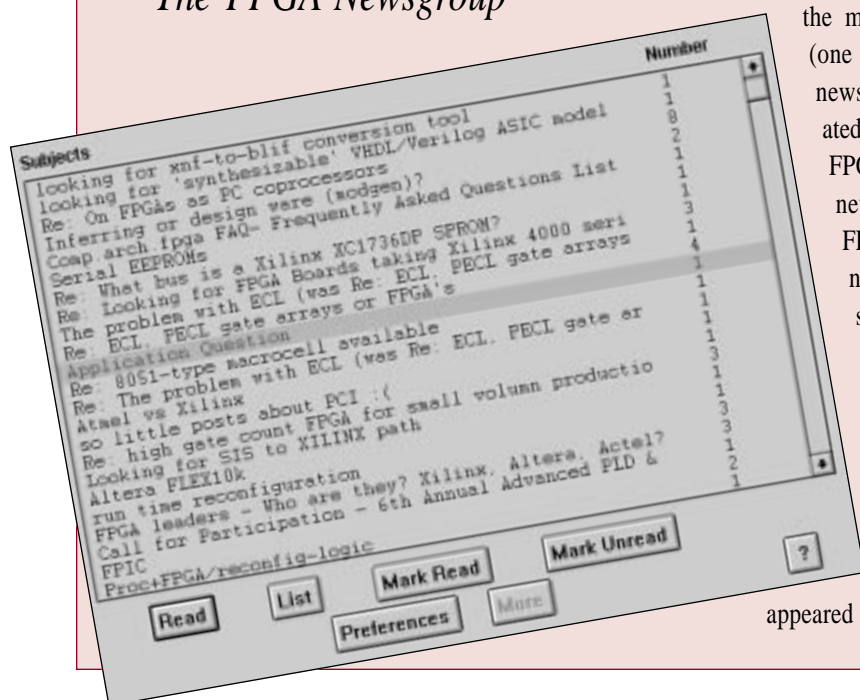 The FPGA Newsgroup
Subjects Number
looking for xnf-to-blif conversion tool 1
looking for 'synthesizable' VHDL/Verilog ASIC model 1
Re: On FPGAs as PC coprocessors 8
Inferring or design ware (modgen)? 2
Comp.arch.fpga FAQ- Frequently Asked Questions List 1
Serial EEPROMs 1
Re: What bus is a Xilinx XC1736DP SPROM? 1
Re: Looking for FPGA Boards taking Xilinx 4000 seri 3
The problem with ECL (was Re: ECL, PECL gate arrays 1
Re: ECL, PECL gate arrays or FPGA's 4
Application Question 1
Re: 8051-type macrocell available 1
Re: The problem with ECL (was Re: ECL, PECL gate ar 1
Atmel vs Xilinx 1
so little posts about PCI :( 1
Re: high gate count FPGA for small volumn productio 3
Looking for SIS to XILINX path 1
Altera FLEX10k 1
run time reconfiguration 3
FPGA leaders - Who are they? Xilinx, Altera, Actel? 3
Call for Participation - 6th Annual Advanced PLD & 1
FPIC 2
Proc+FPGA/reconfig-logic 1
Read List Mark Read Mark Unread ?
Preferences More
the m
(one
news
ated
FPG
ne
FI
n
s
appeared